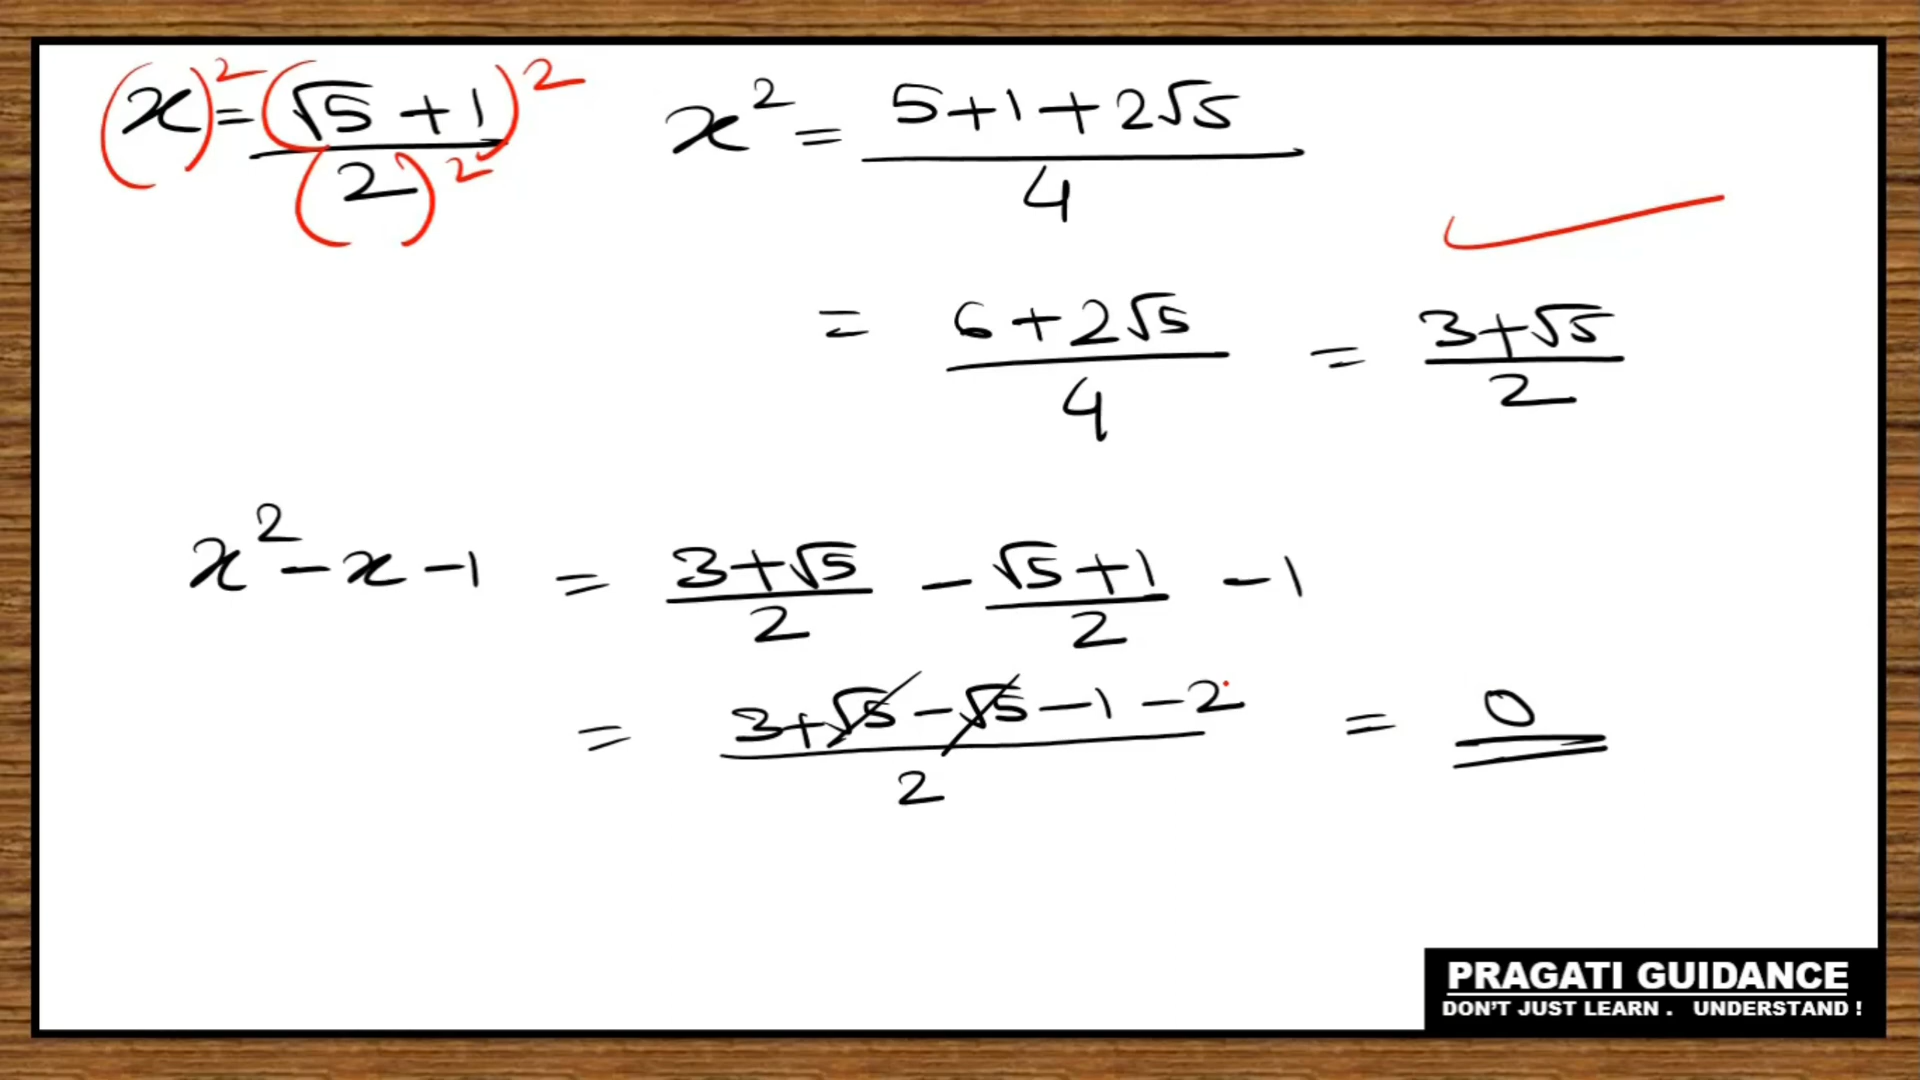 (x)² = (√5 + 1)² / (2)²
x² = 5+1+2√5 / 4
= 6+2√5 / 4 = 3+√5 / 2
x² - x - 1 = 3+√5 / 2 - √5+1 / 2 - 1
= 3+√5-√5-1-2 / 2 = 0
PRAGATI GUIDANCE
DON'T JUST LEARN . UNDERSTAND !